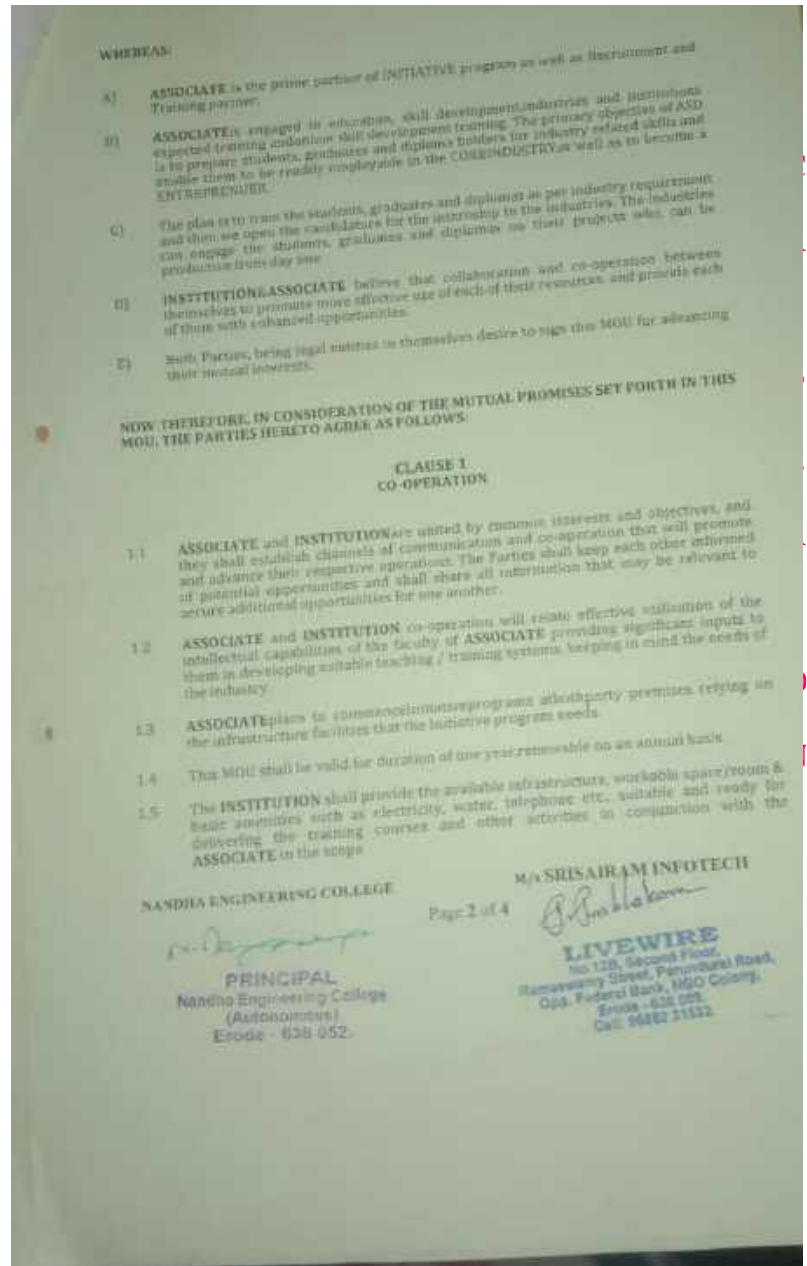 WHEREAS:
A) ASSOCIATE is the prime partner of INITIATIVE program as well as Recruitment and
Training partner.
B) ASSOCIATEis engaged in education, skill development,industries and institutions
expected training skill development training. The primary objective of ASD
is to prepare students, graduates and diploma holders for industry related skills and
enable them to be readily employable in the COREINDUSTRYas well as to become a
ENTREPRENUER.
C) The plan is to train the students, graduates and diplomas as per industry requirement
and then we open the candidature for the internship to the industries. The industries
can engage the students, graduates and diplomas on their projects who can be
productive from day one.
D) INSTITUTION&ASSOCIATE believe that collaboration and co-operation between
themselves to promote more effective use of each of their resources, and provide each
of them with enhanced opportunities.
E) Both Parties, being legal entities in themselves desire to sign this MOU for advancing
their mutual interests.
NOW THEREFORE, IN CONSIDERATION OF THE MUTUAL PROMISES SET FORTH IN THIS
MOU, THE PARTIES HERETO AGREE AS FOLLOWS:
CLAUSE 1
CO-OPERATION
1.1 ASSOCIATE and INSTITUTIONare united by common interests and objectives, and
they shall establish channels of communication and co-operation that will promote
and advance their respective operations. The Parties shall keep each other informed
of potential opportunities and shall share all information that may be relevant to
secure additional opportunities for one another.
1.2 ASSOCIATE and INSTITUTION co-operation will relate effective utilisation of the
intellectual capabilities of the faculty of ASSOCIATE providing significant inputs to
them in developing suitable teaching / training systems, keeping in mind the needs of
the industry.
1.3 ASSOCIATEplans to commenceInitiativeprograms atbothparty premises relying on
the infrastructure facilities that the Initiative program needs.
1.4 This MOU shall be valid for duration of one year,renewable on an annual basis.
1.5 The INSTITUTION shall provide the available infrastructure, workable space/room &
basic amenities such as electricity, water, telephone etc., suitable and ready for
delivering the training courses and other activities in conjunction with the
ASSOCIATE in the scope
NANDHA ENGINEERING COLLEGE
M/s SRISAIRAM INFOTECH
Page 2 of 4
PRINCIPAL
Nandha Engineering College
(Autonomous)
Erode - 638 052.
LIVEWIRE
No.12B, Second Floor,
Ramaswamy Street, Perundurai Road,
Opp. Federal Bank, NGO Colony,
Erode - 638 009.
Call: 96882 31532